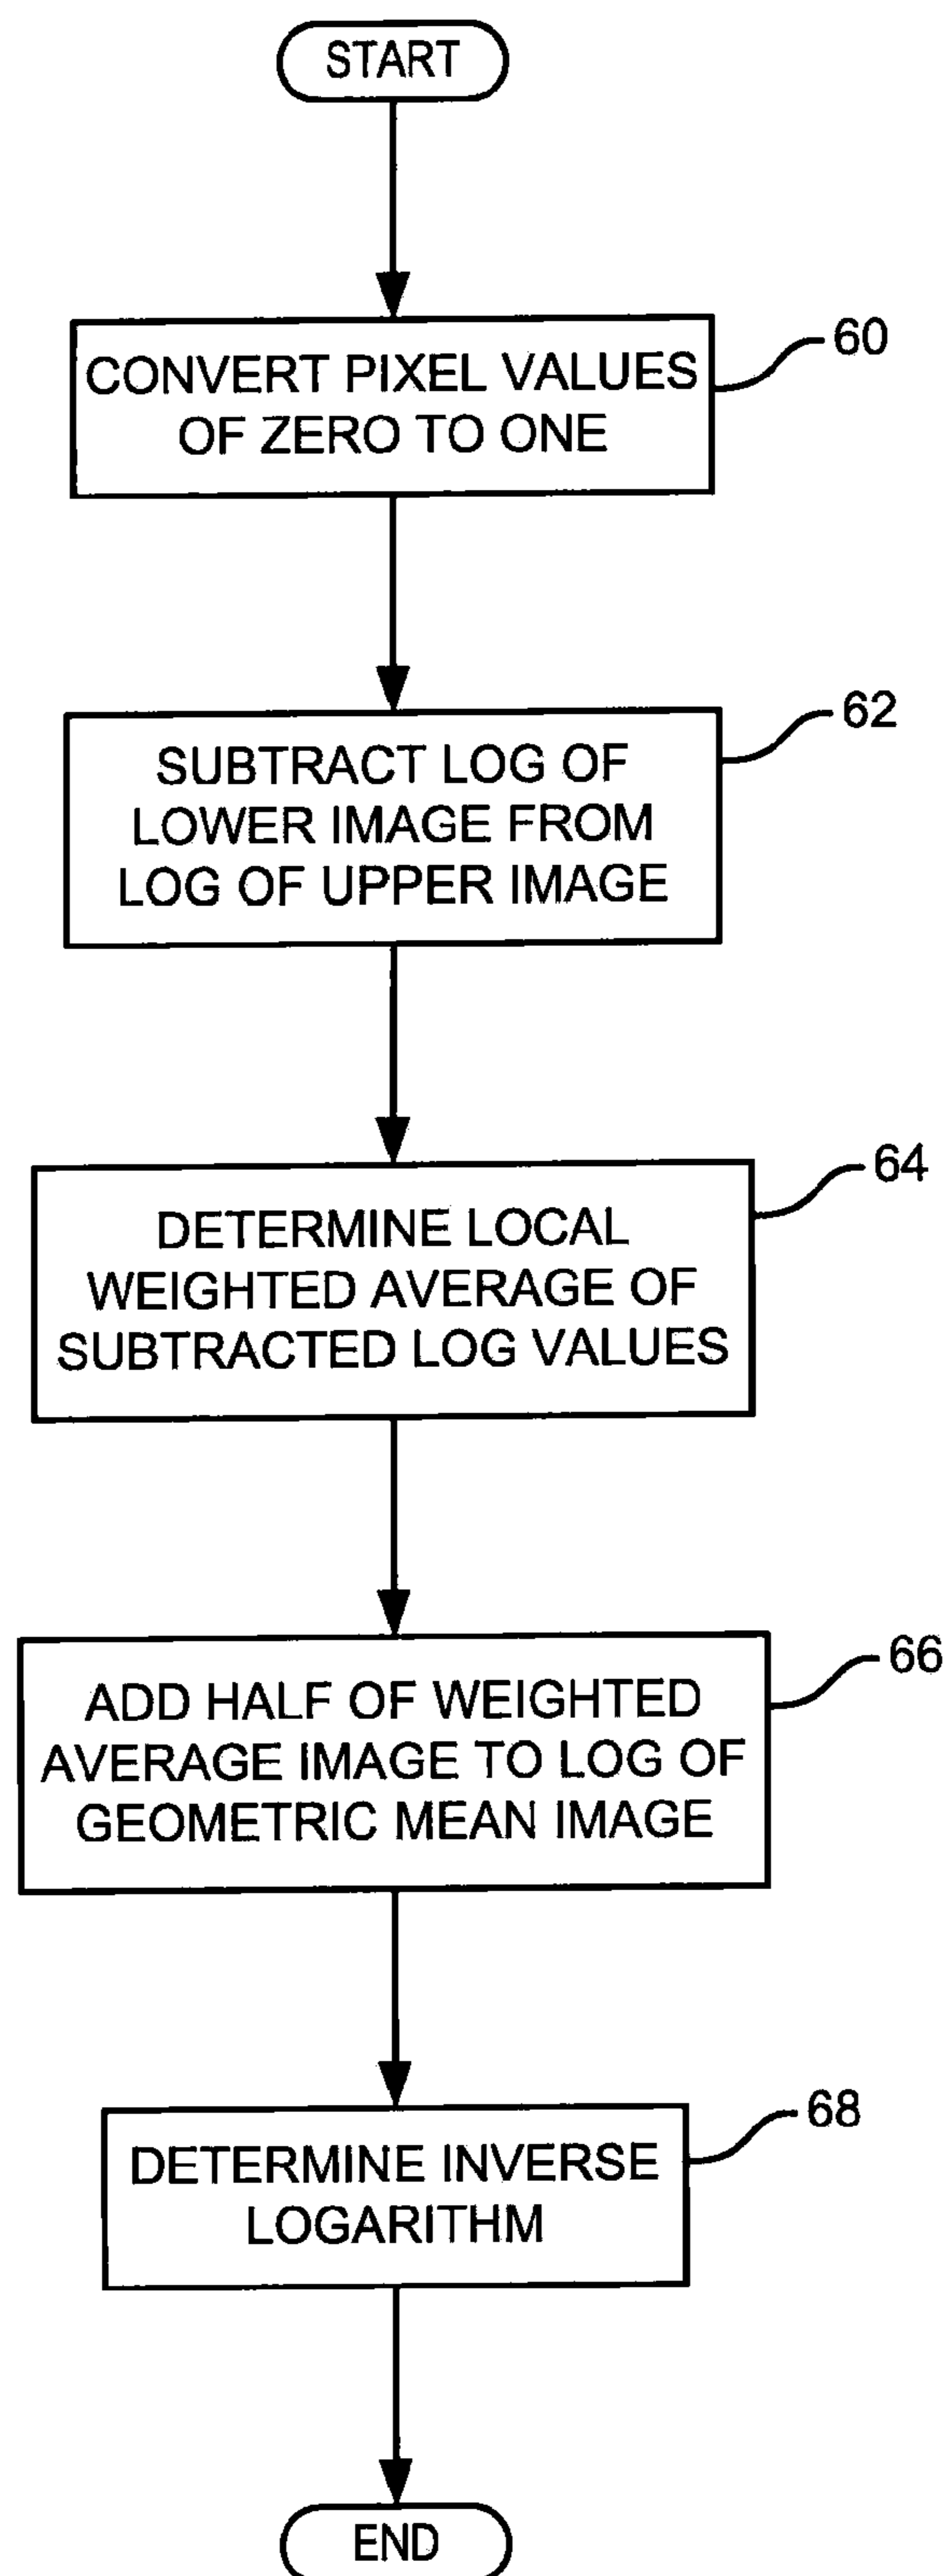 START
CONVERT PIXEL VALUES
OF ZERO TO ONE
60
SUBTRACT LOG OF
LOWER IMAGE FROM
LOG OF UPPER IMAGE
62
DETERMINE LOCAL
WEIGHTED AVERAGE OF
SUBTRACTED LOG VALUES
64
ADD HALF OF WEIGHTED
AVERAGE IMAGE TO LOG OF
GEOMETRIC MEAN IMAGE
66
DETERMINE INVERSE
LOGARITHM
68
END